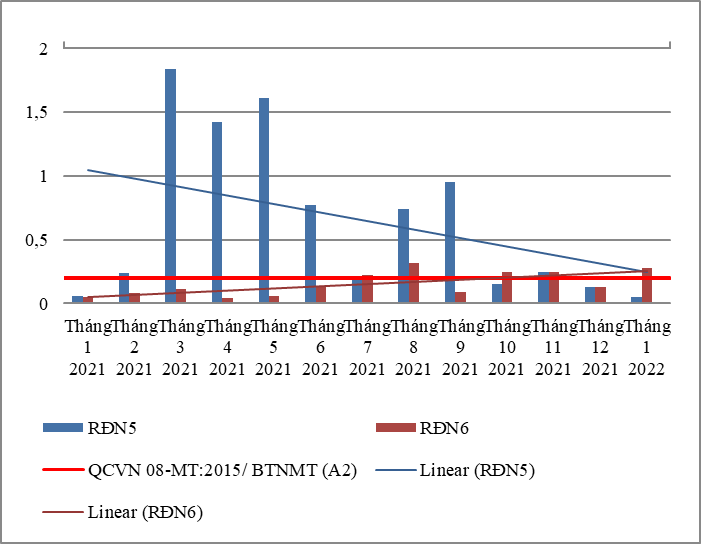 2
1,5
1
0,5
0
Tháng Tháng Tháng Tháng Tháng Tháng Tháng Tháng Tháng Tháng Tháng Tháng Tháng
1 2 3 4 5 6 7 8 9 10 11 12 1
2021 2021 2021 2021 2021 2021 2021 2021 2021 2021 2021 2021 2022
RĐN5 RĐN6
QCVN 08-MT:2015/ BTNMT (A2) Linear (RĐN5)
Linear (RĐN6)